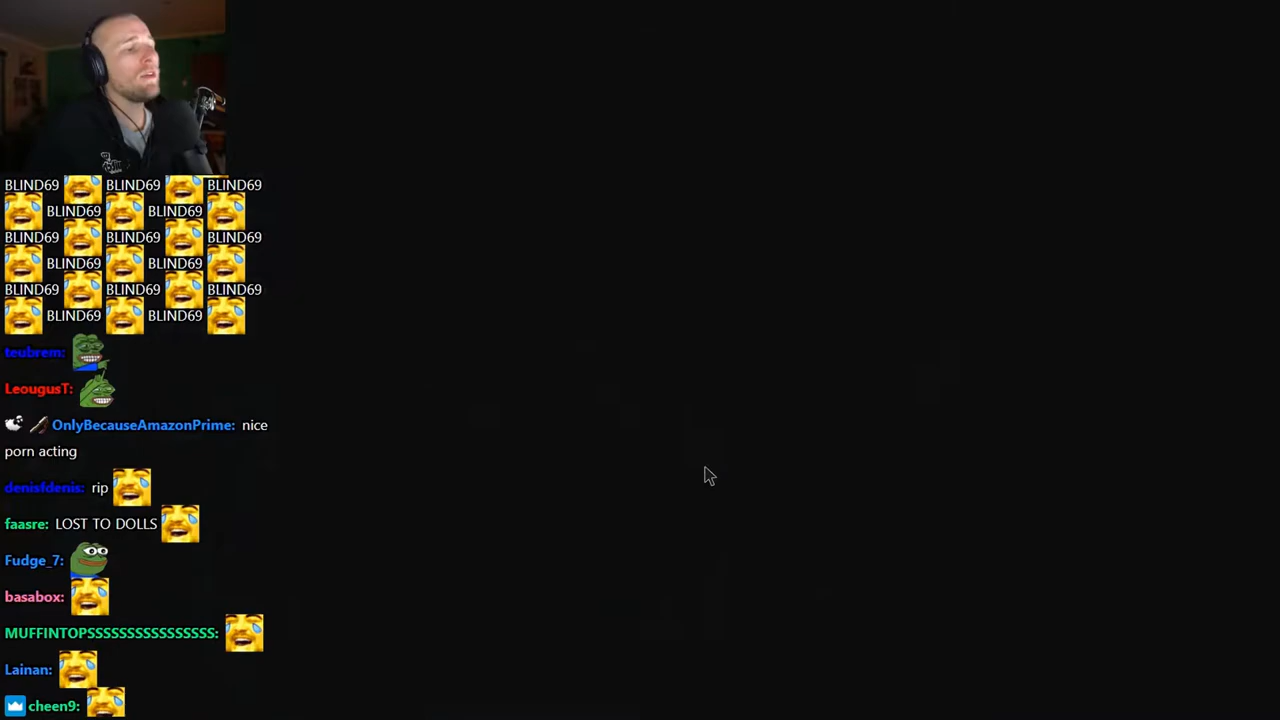 BLIND69 BLIND69 BLIND69
BLIND69 BLIND69
BLIND69 BLIND69 BLIND69
BLIND69 BLIND69
BLIND69 BLIND69 BLIND69
BLIND69 BLIND69
teubrem:
LeougusT:
OnlyBecauseAmazonPrime: nice
porn acting
denisfdenis: rip
faasre: LOST TO DOLLS
Fudge_7:
basabox:
MUFFINTOPSSSSSSSSSSSSSSSS:
Lainan:
cheen9: